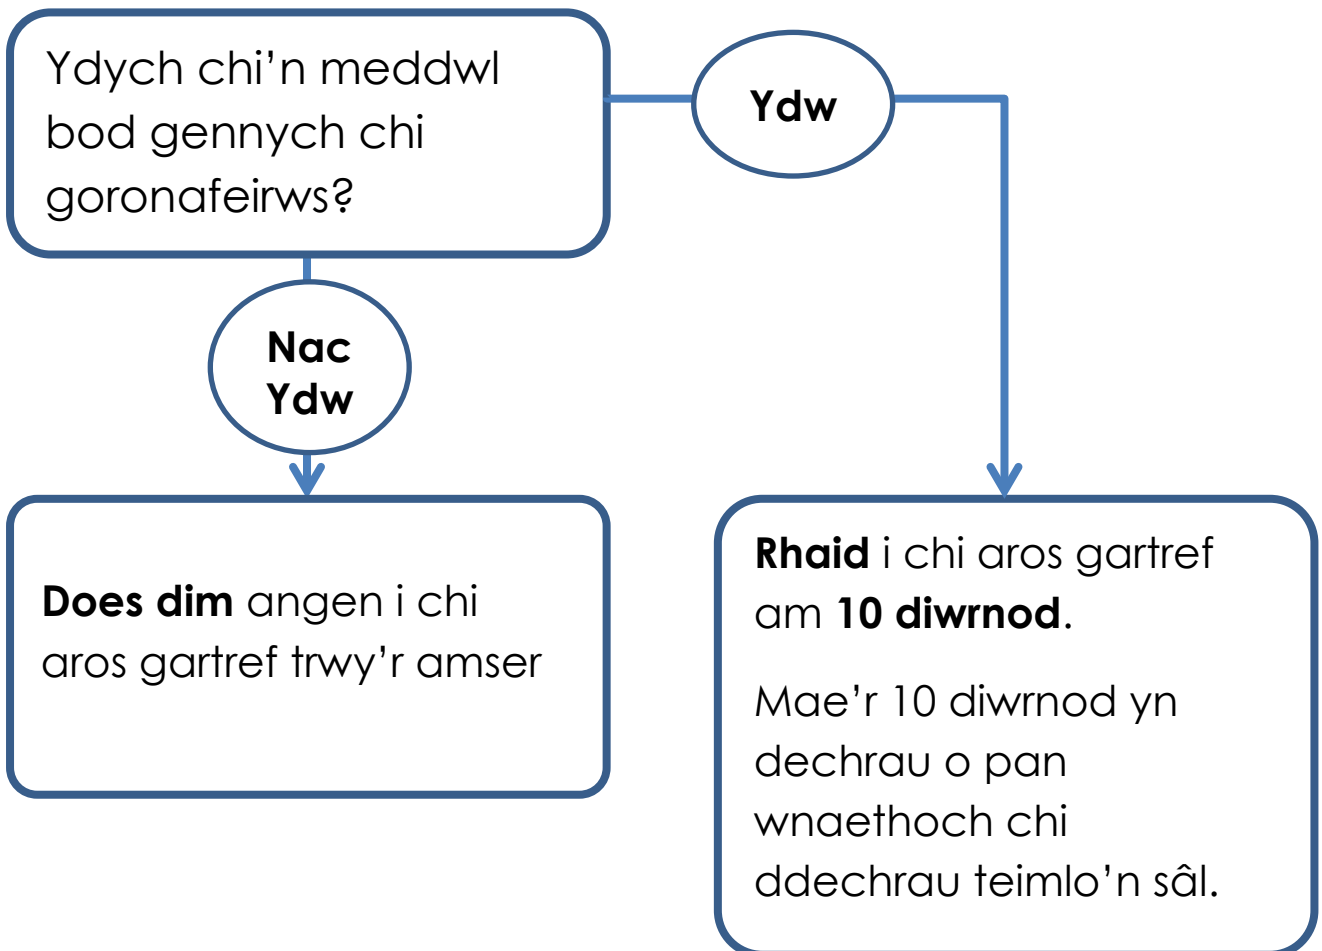 Ydych chi’n meddwl
bod gennych chi
goronafeirws?
Ydw
Nac
Ydw
Does dim angen i chi
aros gartref trwy’r amser
Rhaid i chi aros gartref
am 10 diwrnod.
Mae’r 10 diwrnod yn
dechrau o pan
wnaethoch chi
ddechrau teimlo’n sâl.